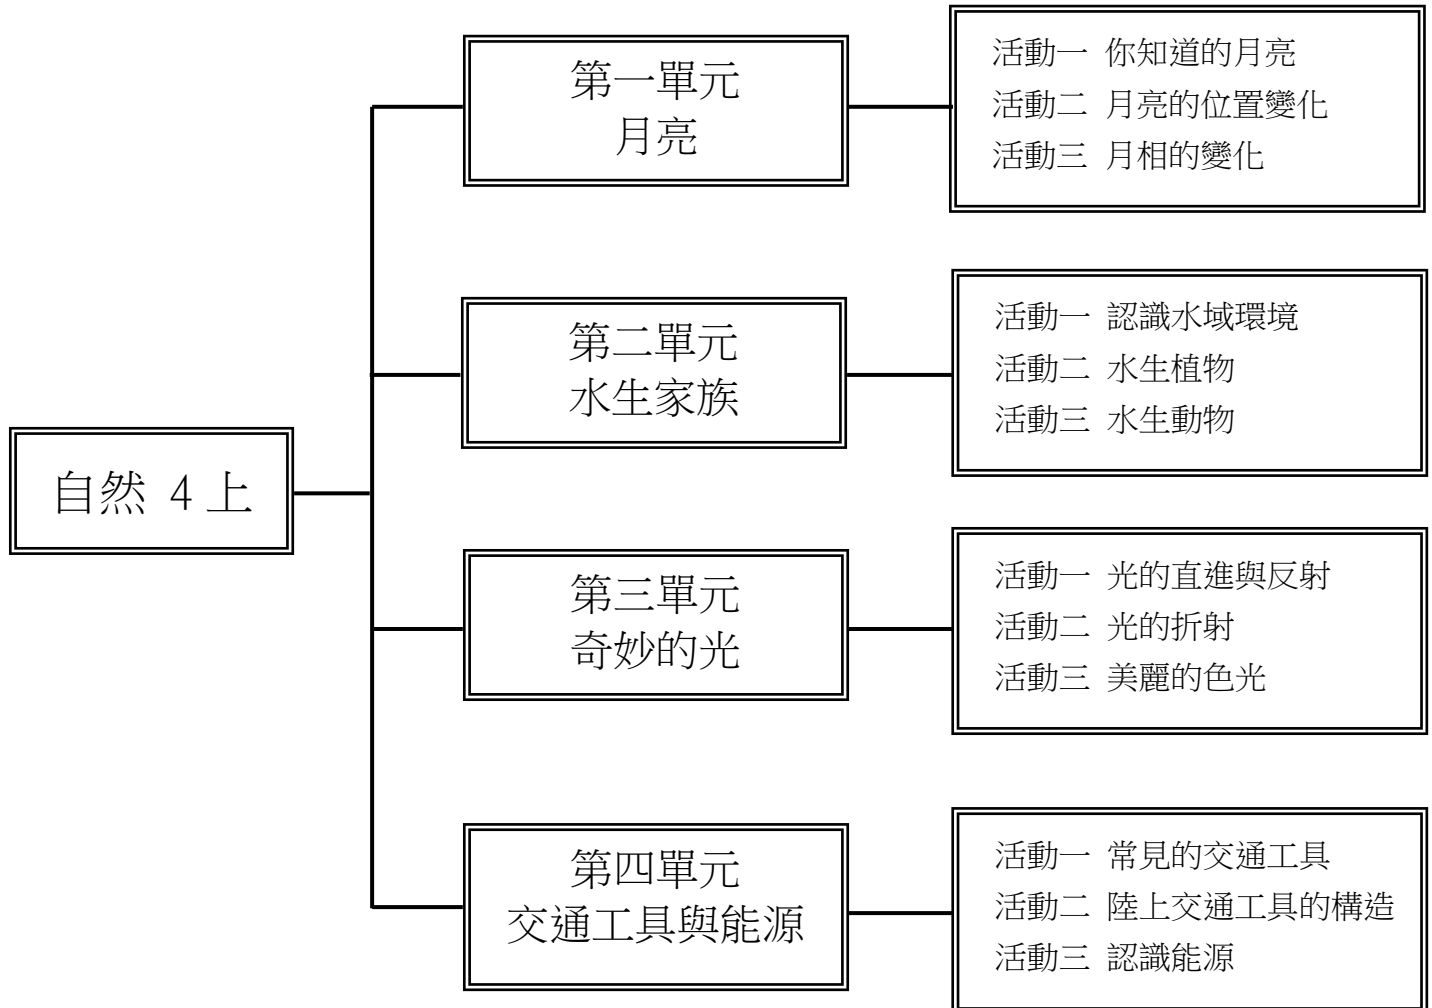 自然 4上
第一單元
月亮
活動一 你知道的月亮
活動二 月亮的位置變化
活動三 月相的變化
第二單元
水生家族
活動一 認識水域環境
活動二 水生植物
活動三 水生動物
第三單元
奇妙的光
活動一 光的直進與反射
活動二 光的折射
活動三 美麗的色光
第四單元
交通工具與能源
活動一 常見的交通工具
活動二 陸上交通工具的構造
活動三 認識能源